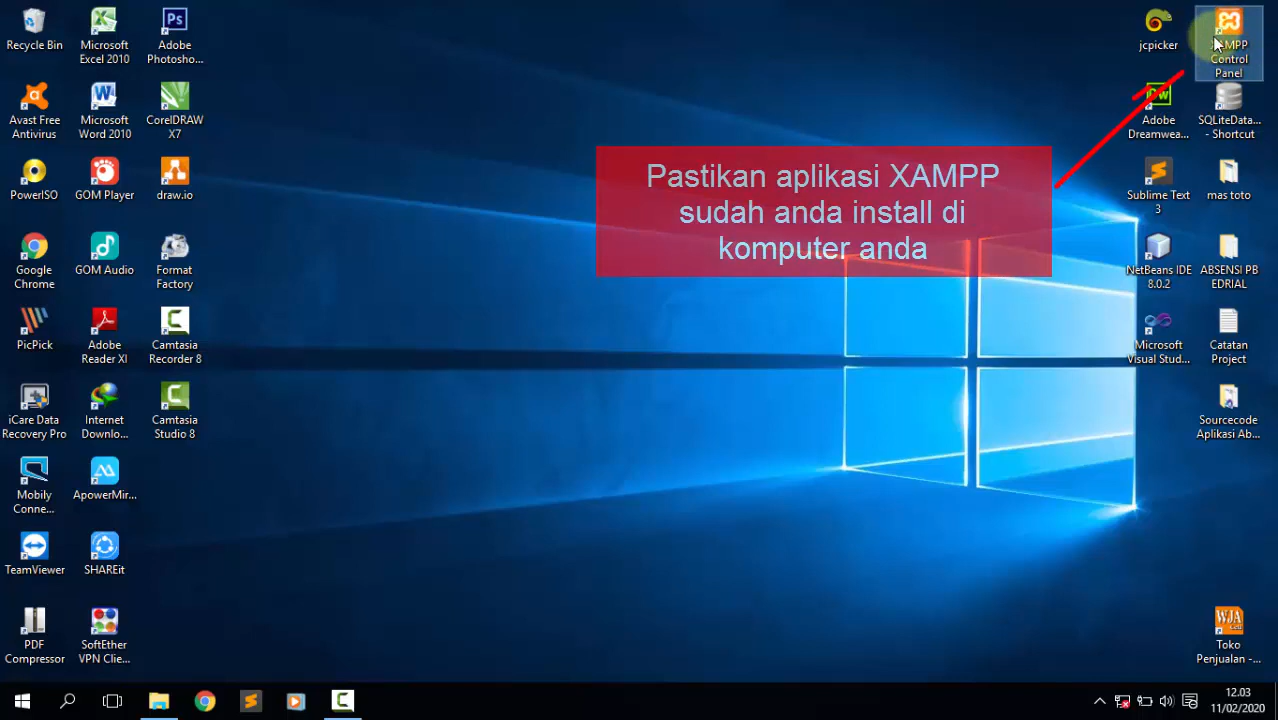 Recycle Bin
Microsoft
Excel 2010
Adobe
Photosho...
jcpicker
XAMPP
Control
Panel
Avast Free
Antivirus
Microsoft
Word 2010
CorelDRAW
X7
Adobe
Dreamwea...
SQLiteData...
- Shortcut
Pastikan aplikasi XAMPP
sudah anda install di
komputer anda
PowerISO
GOM Player
draw.io
Sublime Text
3
mas toto
Google
Chrome
GOM Audio
Format
Factory
NetBeans IDE
8.0.2
ABSENSI PB
EDRIAL
PicPick
Adobe
Reader XI
Camtasia
Recorder 8
Microsoft
Visual Stud...
Catatan
Project
iCare Data
Recovery Pro
Internet
Downlo...
Camtasia
Studio 8
Sourcecode
Aplikasi Ab...
Mobily
Conne...
ApowerMir...
TeamViewer
SHAREit
PDF
Compressor
SoftEther
VPN Clie...
WJA
Cell
Toko
Penjualan -...
12.03
11/02/2020